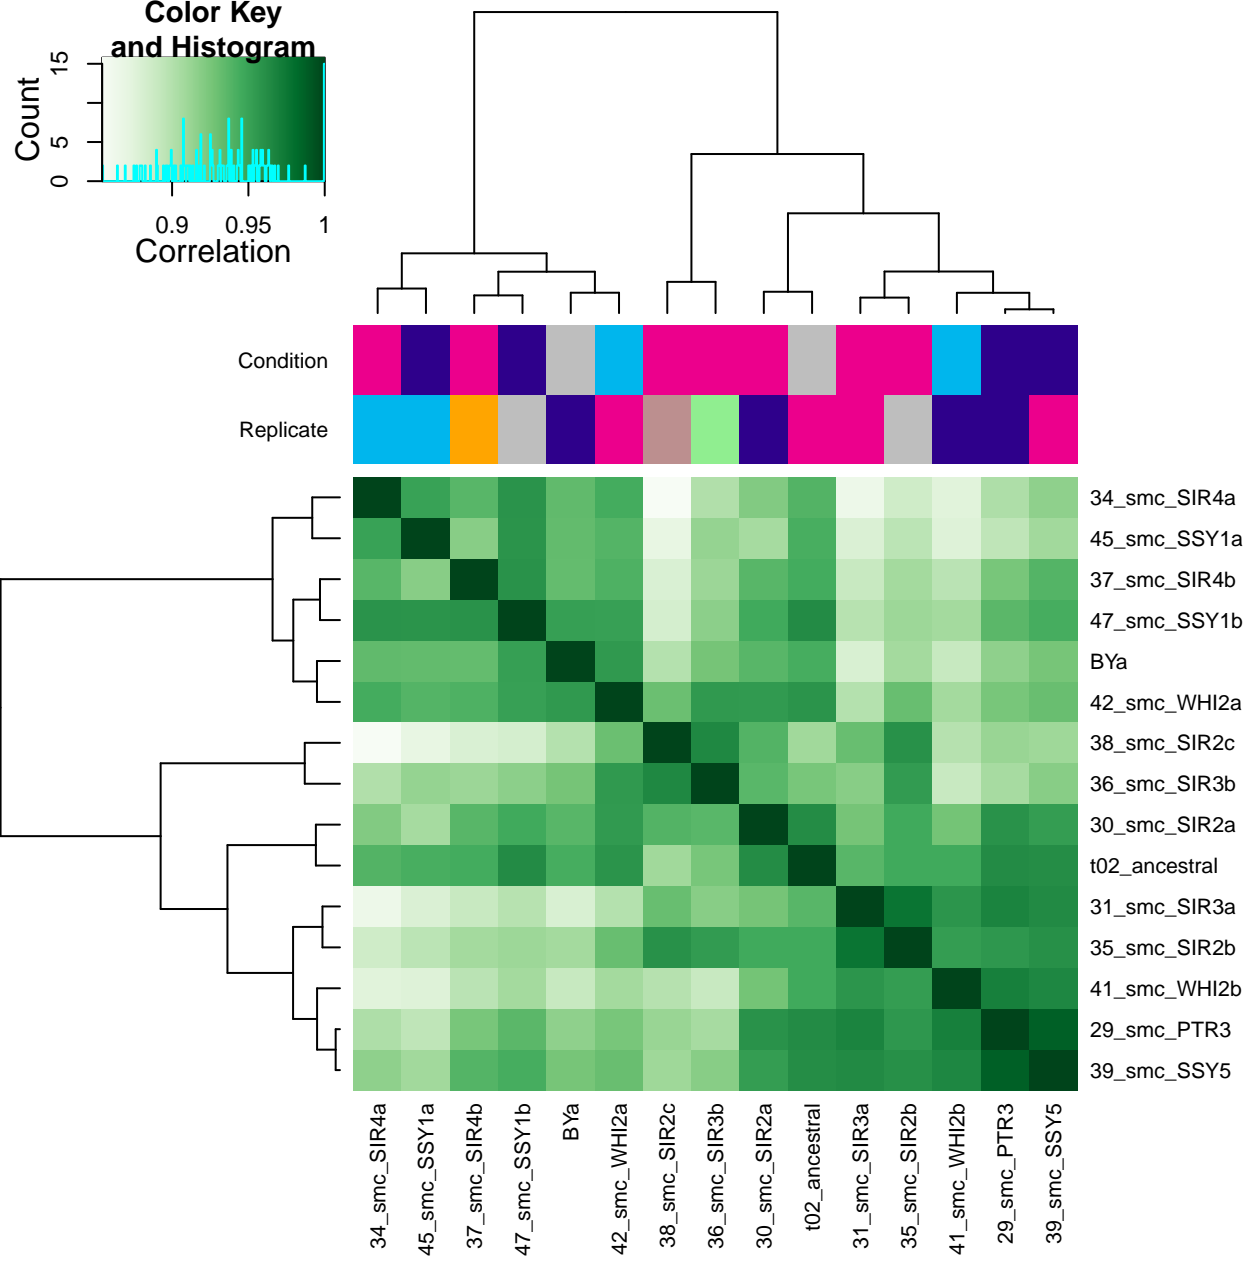 Color Key
and Histogram
Count
0
5
15
0.9
0.95
1
Correlation
Condition
Replicate
34_smc_SIR4a
45_smc_SSY1a
37_smc_SIR4b
47_smc_SSY1b
BYa
42_smc_WHI2a
38_smc_SIR2c
36_smc_SIR3b
30_smc_SIR2a
t02_ancestral
31_smc_SIR3a
35_smc_SIR2b
41_smc_WHI2b
29_smc_PTR3
39_smc_SSY5
34_smc_SIR4a
45_smc_SSY1a
37_smc_SIR4b
47_smc_SSY1b
BYa
42_smc_WHI2a
38_smc_SIR2c
36_smc_SIR3b
30_smc_SIR2a
t02_ancestral
31_smc_SIR3a
35_smc_SIR2b
41_smc_WHI2b
29_smc_PTR3
39_smc_SSY5